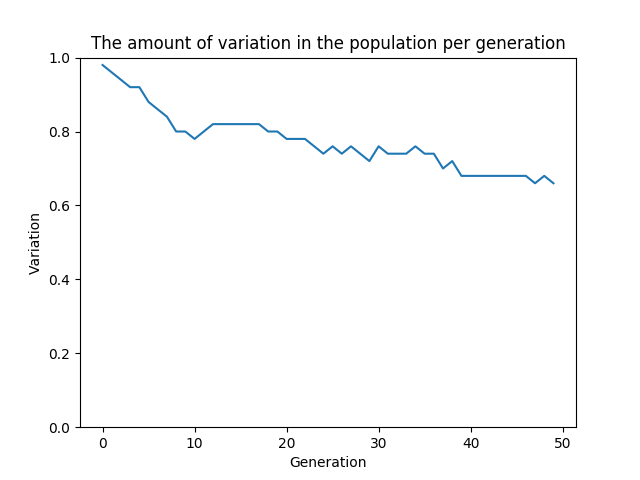 The amount of variation in the population per generation
1.0
0.8
0.6
0.4
0.2
0.0
Variation
0 10 20 30 40 50
Generation